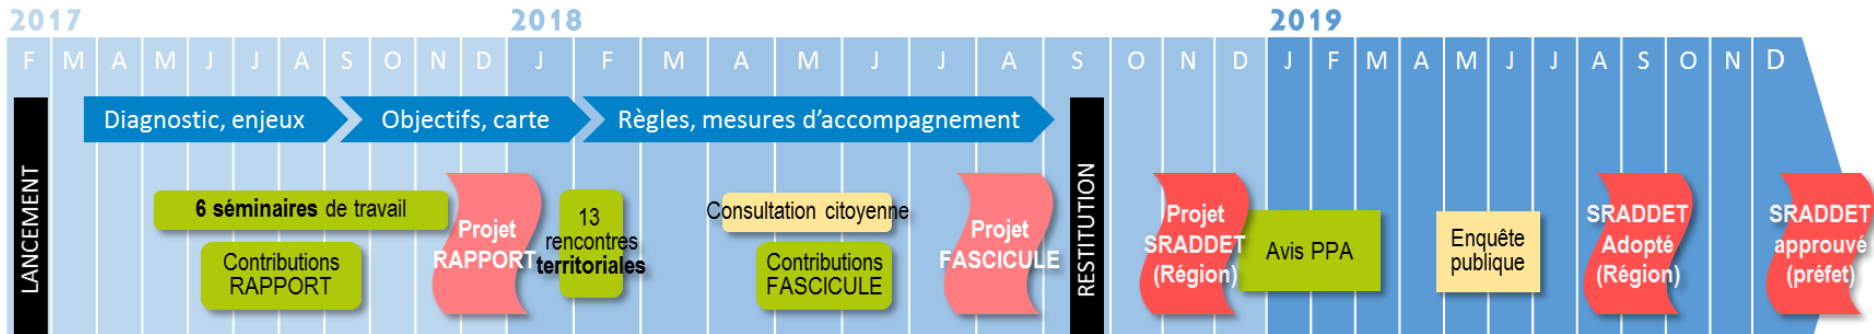 2017 2018 2019
F M A M J J A S O N D J F M A M J J A S O N D J F M A M J J A S O N D
LANCEMENT
Diagnostic, enjeux
Objectifs, carte
Règles, mesures d'accompagnement
6 séminaires de travail
Contributions
RAPPORT
Projet
RAPPORT
13
rencontres
territoriales
Consultation citoyenne
Contributions
FASCICULE
Projet
FASCICULE
RESTITUTION
Projet
SRADDET
(Région)
Avis PPA
Enquête
publique
SRADDET
Adopté
(Région)
SRADDET
approuvé
(préfet)